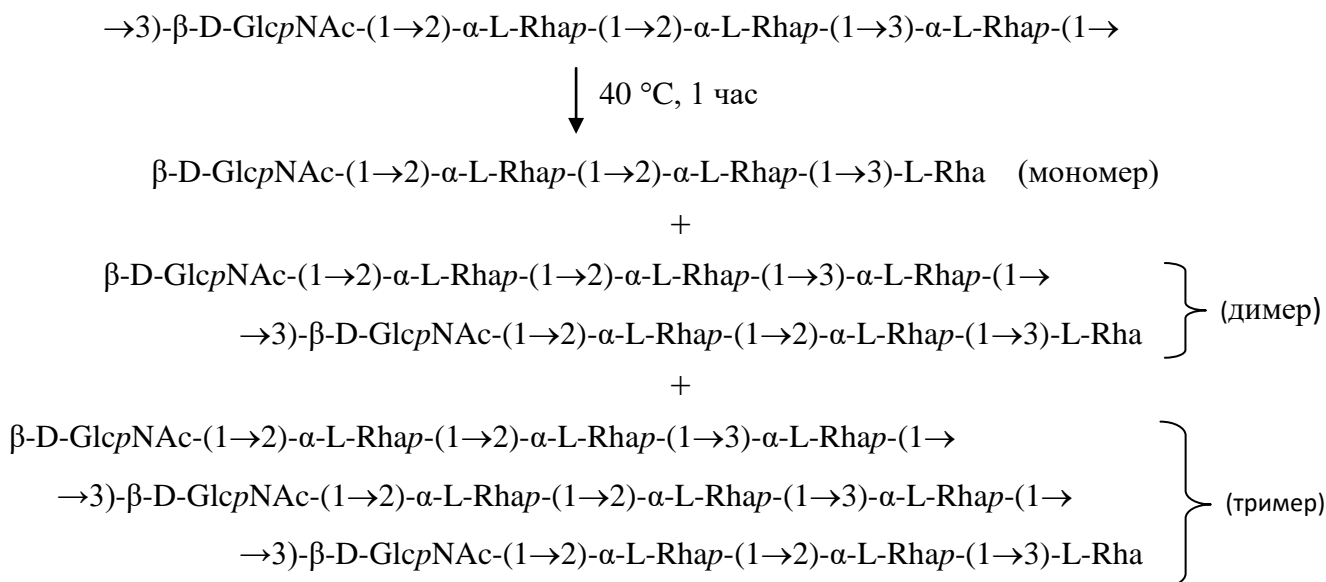 →3)-β-D-GlcpNAc-(1→2)-α-L-Rhap-(1→2)-α-L-Rhap-(1→3)-α-L-Rhap-(1→
40 °C, 1 час
β-D-GlcpNAc-(1→2)-α-L-Rhap-(1→2)-α-L-Rhap-(1→3)-L-Rha (мономер)
+
β-D-GlcpNAc-(1→2)-α-L-Rhap-(1→2)-α-L-Rhap-(1→3)-α-L-Rhap-(1→
→3)-β-D-GlcpNAc-(1→2)-α-L-Rhap-(1→2)-α-L-Rhap-(1→3)-L-Rha
(димер)
+
β-D-GlcpNAc-(1→2)-α-L-Rhap-(1→2)-α-L-Rhap-(1→3)-α-L-Rhap-(1→
→3)-β-D-GlcpNAc-(1→2)-α-L-Rhap-(1→2)-α-L-Rhap-(1→3)-α-L-Rhap-(1→
→3)-β-D-GlcpNAc-(1→2)-α-L-Rhap-(1→2)-α-L-Rhap-(1→3)-L-Rha
(тример)